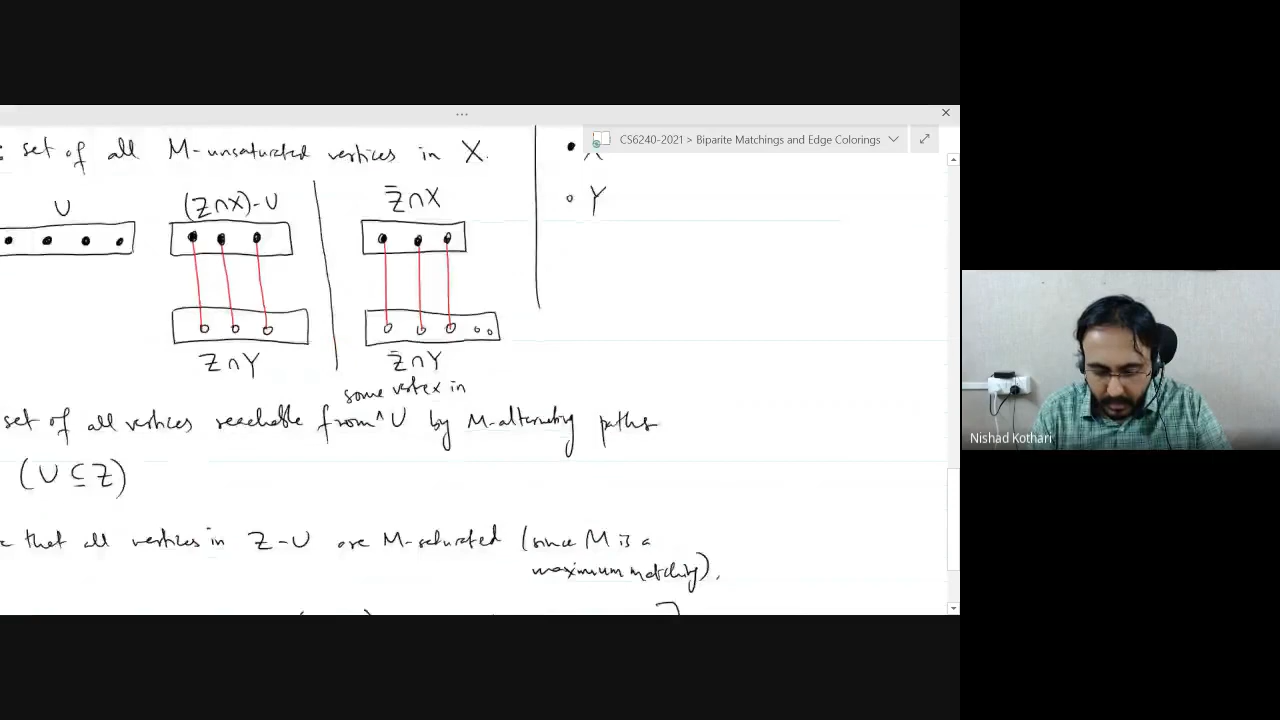 CS6240-2021 > Biparite Matchings and Edge Colorings
: set of all M-unsaturated vertices in X.
X
Y
U
(Z∩X)-U
Z̄∩X
Z∩Y
Z̄∩Y
some vertex in
set of all vertices reachable from ^ U by M-alternating paths
(U ⊆ Z)
that all vertices in Z-U are M-saturated (since M is a
maximum matching).
Nishad Kothari